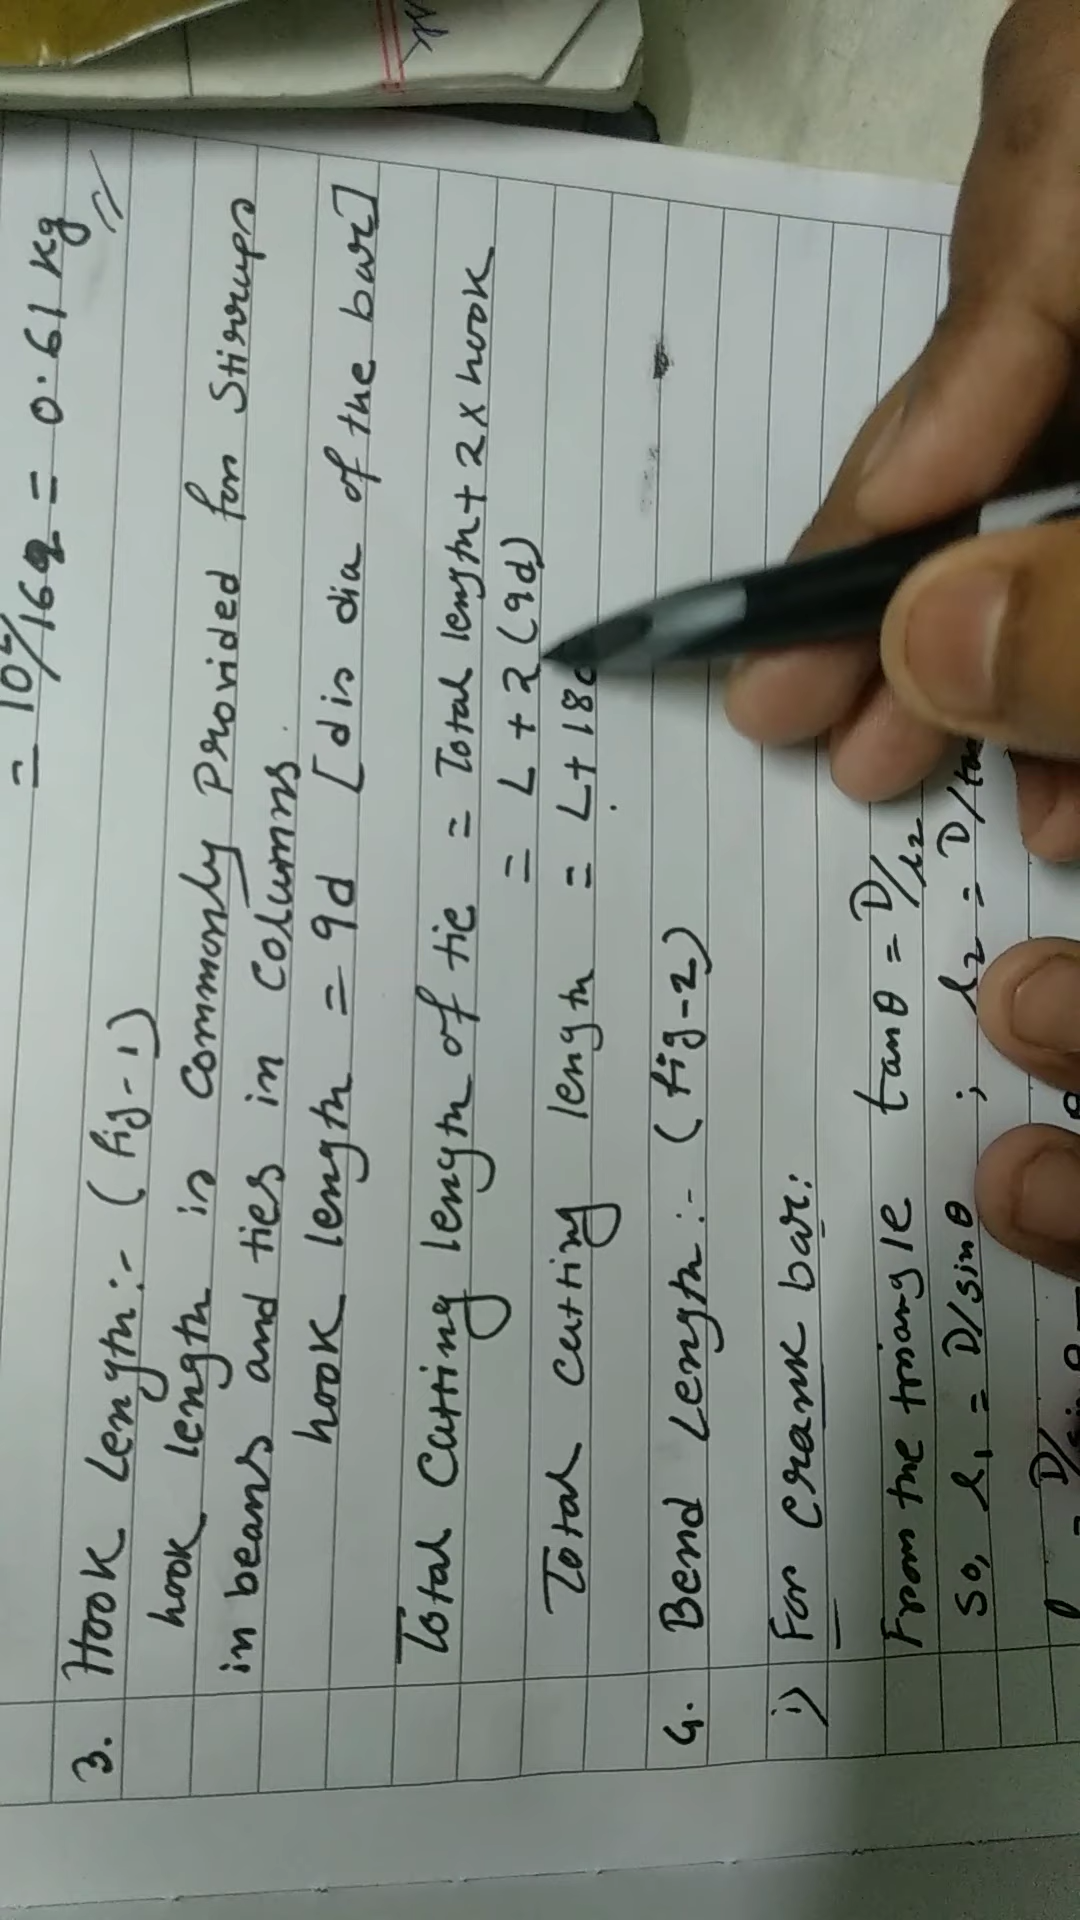 = 10²/162 = 0.61 kg
3. Hook Length:- (fig-1)
hook length is commonly Provided for Stirrups
in beams and ties in columns.
hook length = 9d [d is dia of the bar]
Total cutting length of tie = Total length + 2 x hook
= L + 2(9d)
Total cutting length = L + 18
4. Bend Length:- (fig-2)
i) For crank bar:
From the triangle tanθ = D/l2
So, l1 = D/sinθ ; l2 = D/tan